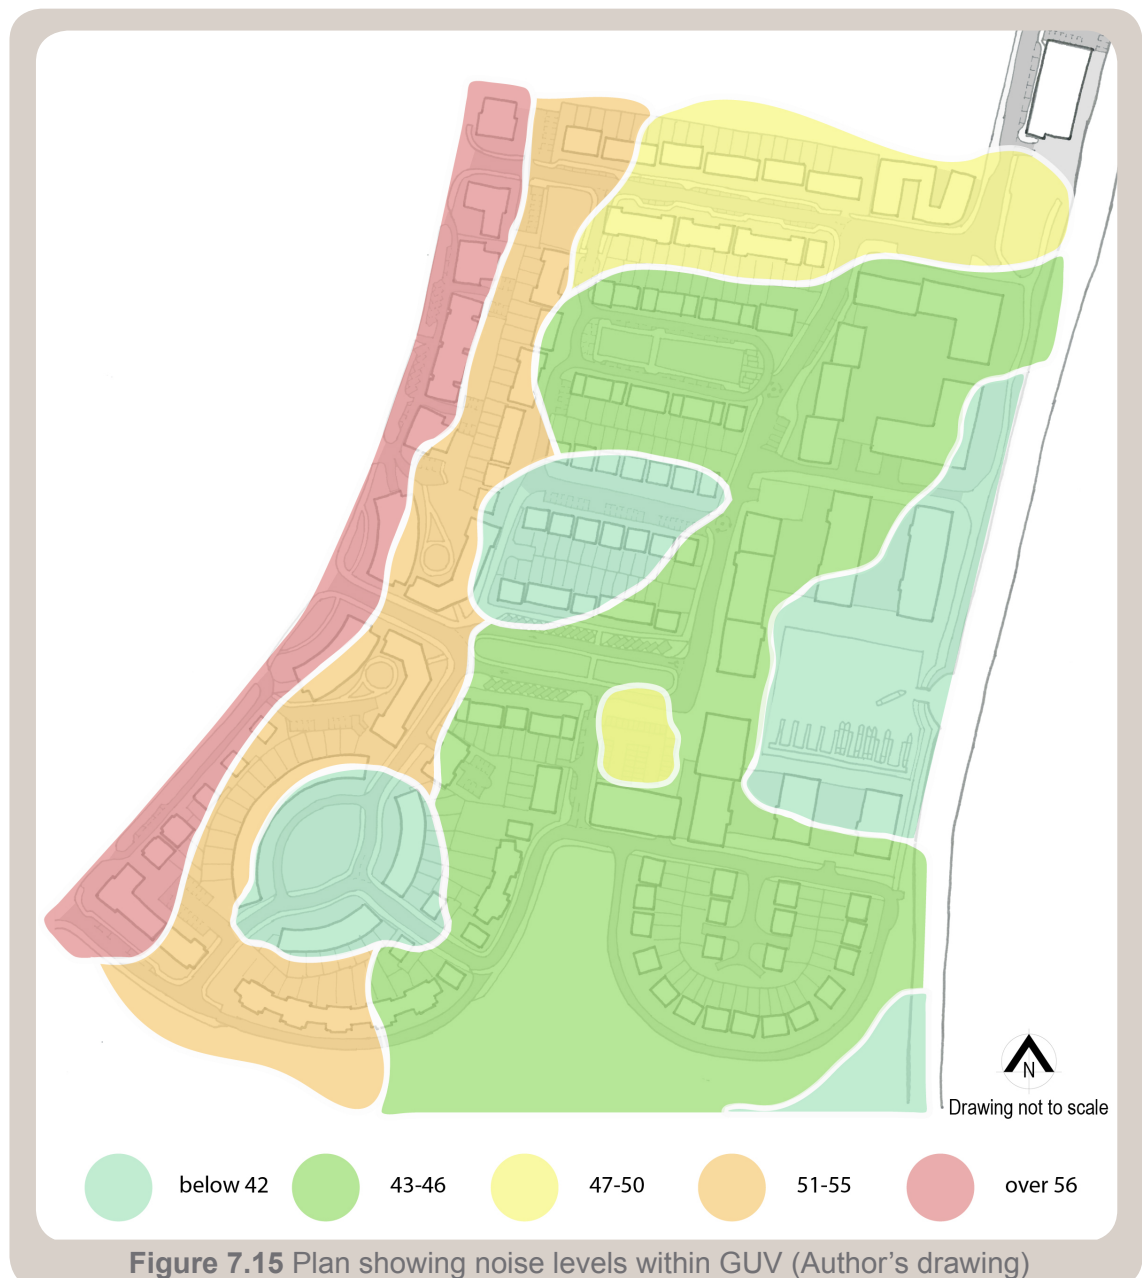 N
Drawing not to scale
below 42 43-46 47-50 51-55 over 56
Figure 7.15 Plan showing noise levels within GUV (Author's drawing)